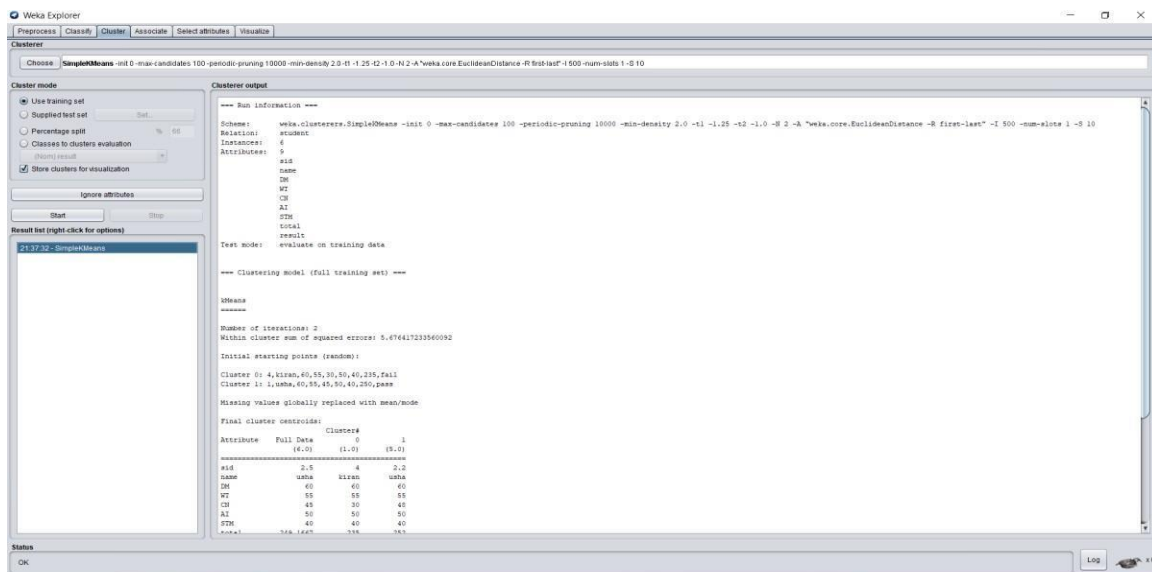 Weka Explorer
Preprocess Classify Cluster Associate Select attributes Visualize
Clusterer
Choose SimpleKMeans -init 0 -max-candidates 100 -periodic-pruning 10000 -min-density 2.0 -t1 -1.25 -t2 -1.0 -N 2 -A "weka.core.EuclideanDistance -R first-last" -I 500 -num-slots 1 -S 10
Cluster mode
Use training set
Supplied test set Set...
Percentage split % 66
Classes to clusters evaluation
(Nom) result
Store clusters for visualization
Ignore attributes
Start Stop
Result list (right-click for options)
21:37:32 - SimpleKMeans
Clusterer output
=== Run information ===
Scheme: weka.clusterers.SimpleKMeans -init 0 -max-candidates 100 -periodic-pruning 10000 -min-density 2.0 -t1 -1.25 -t2 -1.0 -N 2 -A "weka.core.EuclideanDistance -R first-last" -I 500 -num-slots 1 -S 10
Relation: student
Instances: 6
Attributes: 9
sid
name
DM
WT
CN
AI
STM
total
result
Test mode: evaluate on training data
=== Clustering model (full training set) ===
kMeans
======
Number of iterations: 2
Within cluster sum of squared errors: 5.676417233560092
Initial starting points (random):
Cluster 0: 4,kiran,60,55,30,50,40,235,fail
Cluster 1: 1,usha,60,55,45,50,40,250,pass
Missing values globally replaced with mean/mode
Final cluster centroids:
Cluster#
Attribute Full Data 0 1
(6.0) (1.0) (5.0)
==========================================
sid 2.5 4 2.2
name usha kiran usha
DM 60 60 60
WT 55 55 55
CN 45 30 48
AI 50 50 50
STM 40 40 40
total 249.1667 235 252
Status
OK
Log
x